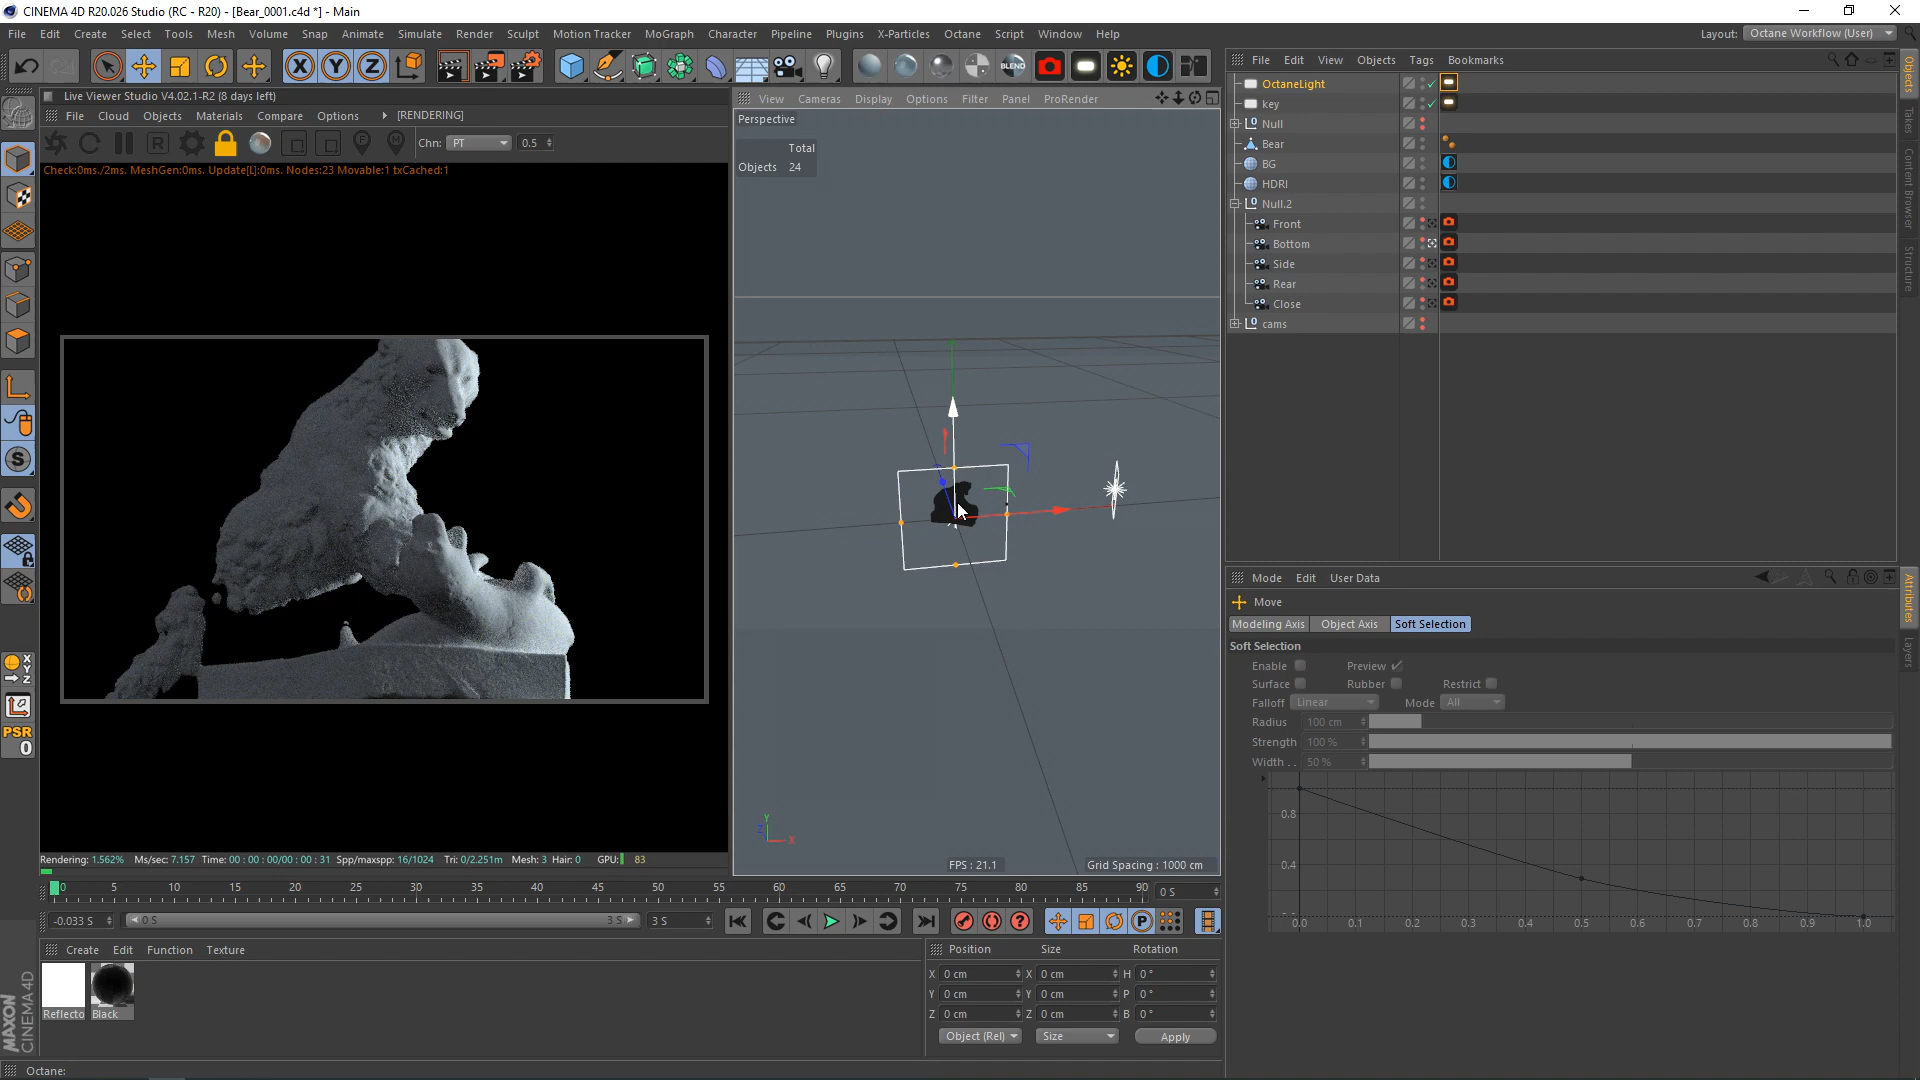 CINEMA 4D R20.026 Studio (RC - R20) - [Bear_0001.c4d *] - Main
File Edit Create Select Tools Mesh Volume Snap Animate Simulate Render Sculpt Motion Tracker MoGraph Character Pipeline Plugins X-Particles Octane Script Window Help
Layout: Octane Workflow (User)
X Y Z
BLEND
Live Viewer Studio V4.02.1-R2 (8 days left)
File Cloud Objects Materials Compare Options [RENDERING]
R
M
Chn: PT 0.5
Check:0ms./2ms. MeshGen:0ms. Update[L]:0ms. Nodes:23 Movable:1 txCached:1
Rendering: 1.562% Ms/sec: 7.157 Time: 00 : 00 : 00/00 : 00 : 31 Spp/maxspp: 16/1024 Tri: 0/2.251m Mesh: 3 Hair: 0 GPU: 83
View Cameras Display Options Filter Panel ProRender
Perspective
Total
Objects 24
Y
Z
X
FPS : 21.1
Grid Spacing : 1000 cm
File Edit View Objects Tags Bookmarks
OctaneLight
key
Null
Bear
BG
HDRI
Null.2
Front
Bottom
Side
Rear
Close
cams
Objects
Takes
Content Browser
Structure
Mode Edit User Data
Move
Modeling Axis Object Axis Soft Selection
Soft Selection
Enable Preview
Surface Rubber Restrict
Falloff Linear Mode All
Radius 100 cm
Strength 100 %
Width . . 50 %
0.8
0.4
0.0 0.1 0.2 0.3 0.4 0.5 0.6 0.7 0.8 0.9 1.0
Attributes
Layers
S
X
Y
Z
PSR
0
0 5 10 15 20 25 30 35 40 45 50 55 60 65 70 75 80 85 90 0 S
-0.033 S 0 S 3 S 3 S
P
Create Edit Function Texture
Reflecto Black
Position Size Rotation
X 0 cm X 0 cm H 0 °
Y 0 cm Y 0 cm P 0 °
Z 0 cm Z 0 cm B 0 °
Object (Rel) Size Apply
MAXON
CINEMA 4D
Octane: